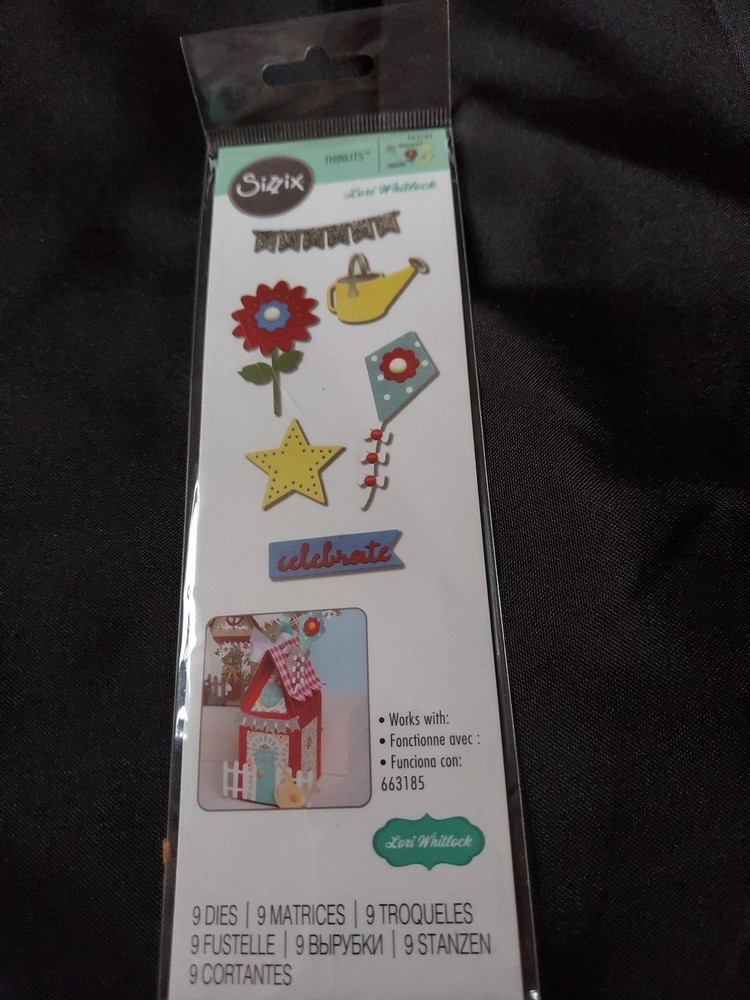 Sizzix
THINLITS™
Lori Whitlock
celebrate
• Works with:
• Fonctionne avec :
• Funciona con:
663185
Lori Whitlock
9 DIES | 9 MATRICES | 9 TROQUELES
9 FUSTELLE | 9 ВЫРУБКИ | 9 STANZEN
9 CORTANTES